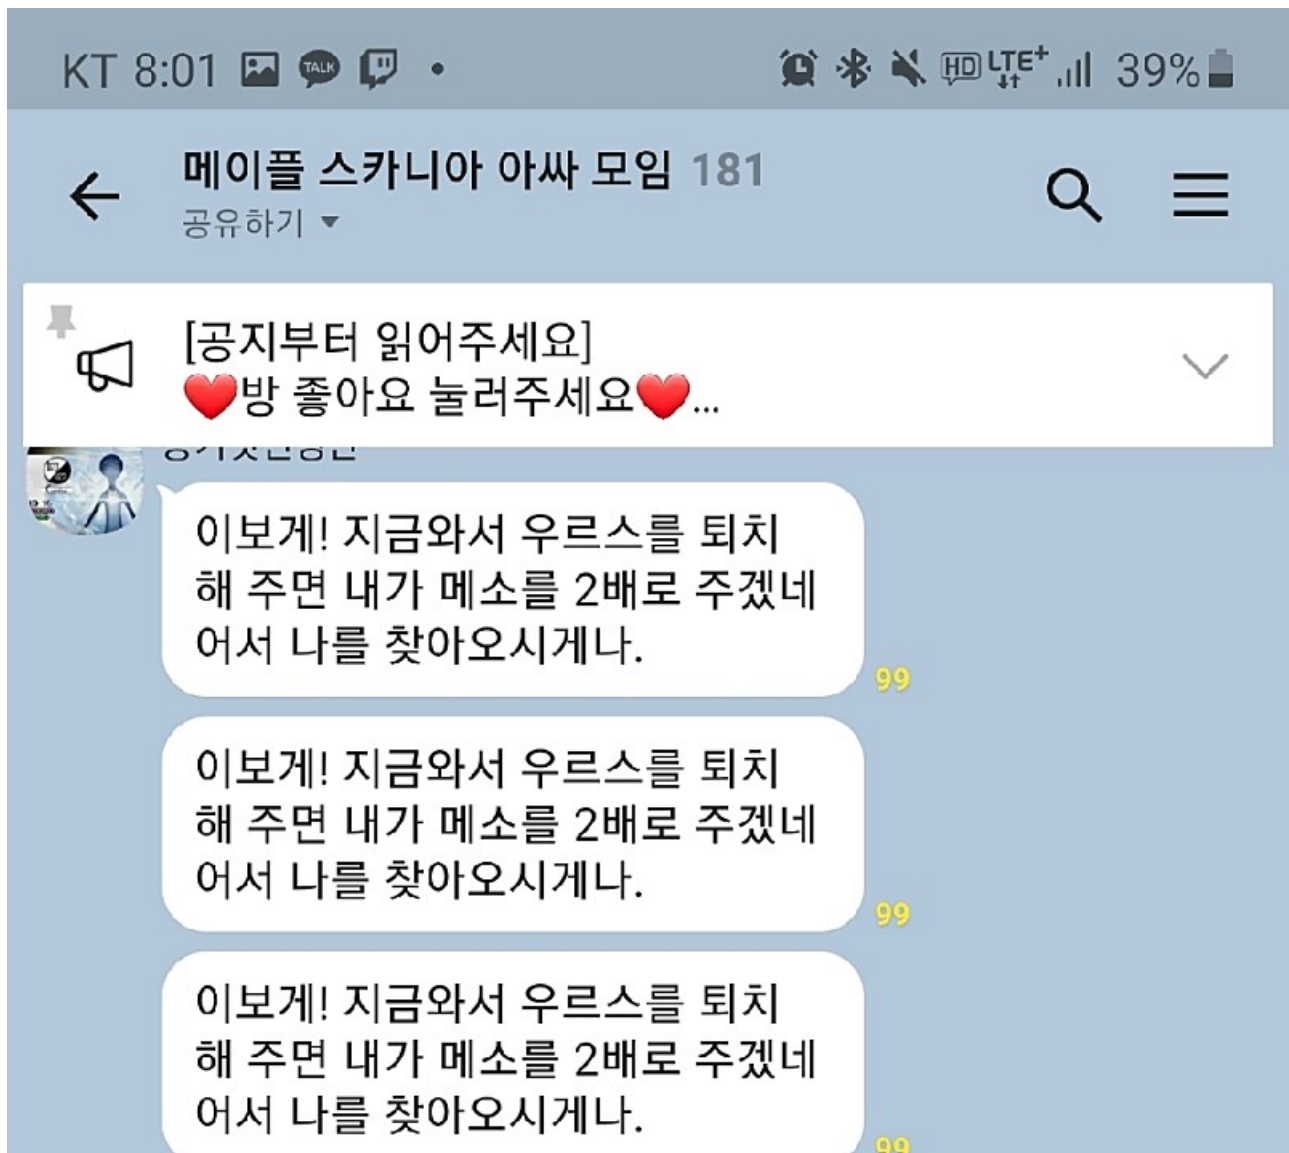 KT 8:01 TALK HD LTE+ 39%
메이플 스카니아 아싸 모임 181
공유하기
[공지부터 읽어주세요]
❤️방 좋아요 눌러주세요❤️...
이보게! 지금와서 우르스를 퇴치
해 주면 내가 메소를 2배로 주겠네
어서 나를 찾아오시게나.
99
이보게! 지금와서 우르스를 퇴치
해 주면 내가 메소를 2배로 주겠네
어서 나를 찾아오시게나.
99
이보게! 지금와서 우르스를 퇴치
해 주면 내가 메소를 2배로 주겠네
어서 나를 찾아오시게나.
99